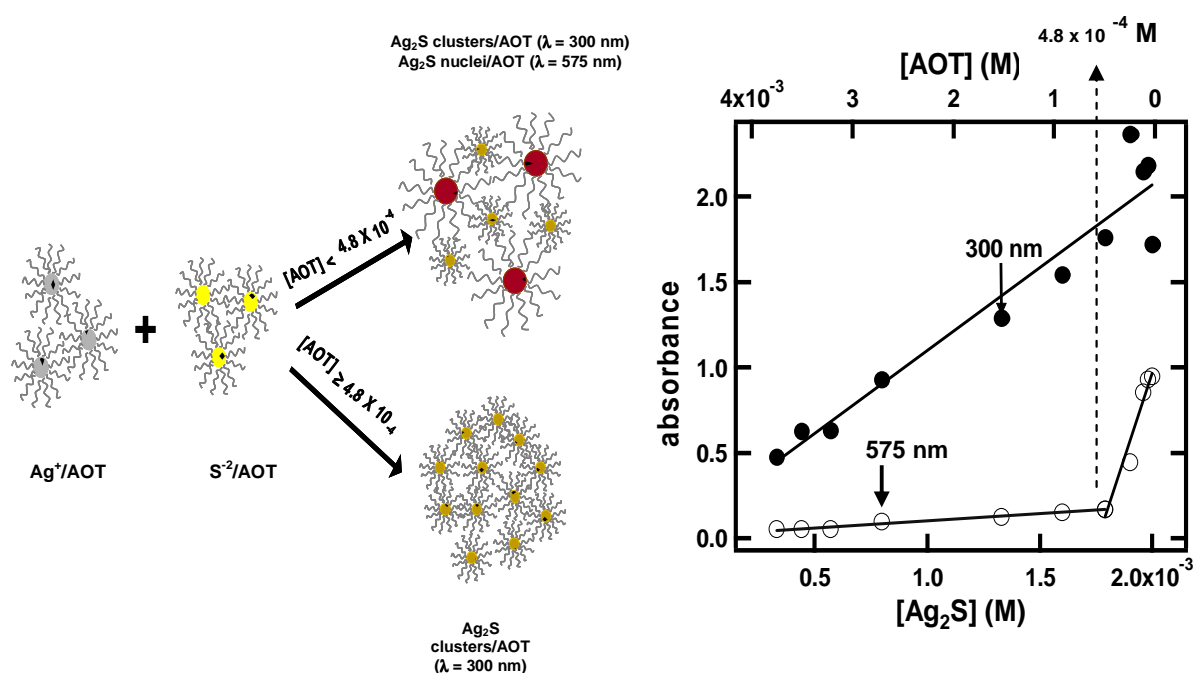 Ag₂S clusters/AOT (λ = 300 nm)
Ag₂S nuclei/AOT (λ = 575 nm)
[AOT] < 4.8 X 10⁻⁴
+
[AOT] ≥ 4.8 X 10₋₄
Ag⁺/AOT
S⁻²/AOT
Ag₂S
clusters/AOT
(λ = 300 nm)
4.8 x 10 ⁻⁴ M
[AOT] (M)
4x10⁻³ 3 2 1 0
absorbance
2.0
1.5
1.0
0.5
0.0
300 nm
575 nm
0.5 1.0 1.5 2.0x10⁻³
[Ag₂S] (M)